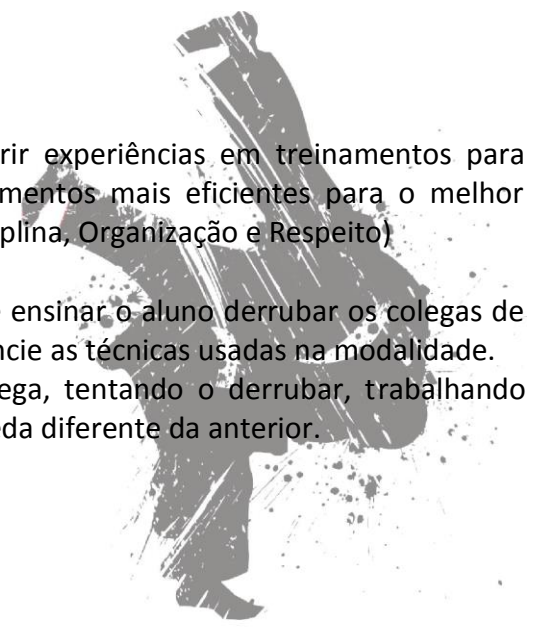 rir experiências em treinamentos para
mentos mais eficientes para o melhor
plina, Organização e Respeito)
ensinar o aluno derrubar os colegas de
ncie as técnicas usadas na modalidade.
ega, tentando o derrubar, trabalhando
eda diferente da anterior.